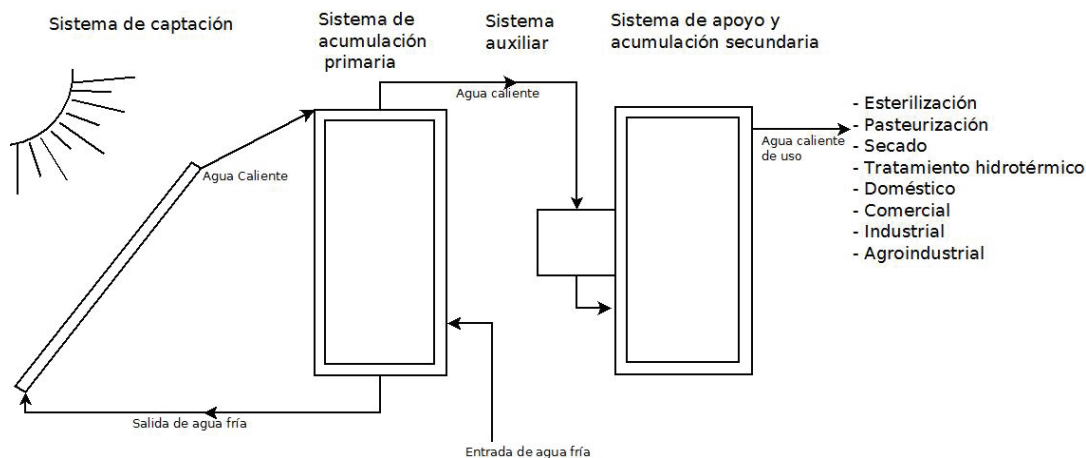 Sistema de captación
Sistema de
acumulación
primaria
Sistema
auxiliar
Sistema de apoyo y
acumulación secundaria
Agua caliente
Agua Caliente
Agua caliente
de uso
- Esterilización
- Pasteurización
- Secado
- Tratamiento hidrotérmico
- Doméstico
- Comercial
- Industrial
- Agroindustrial
Salida de agua fría
Entrada de agua fría